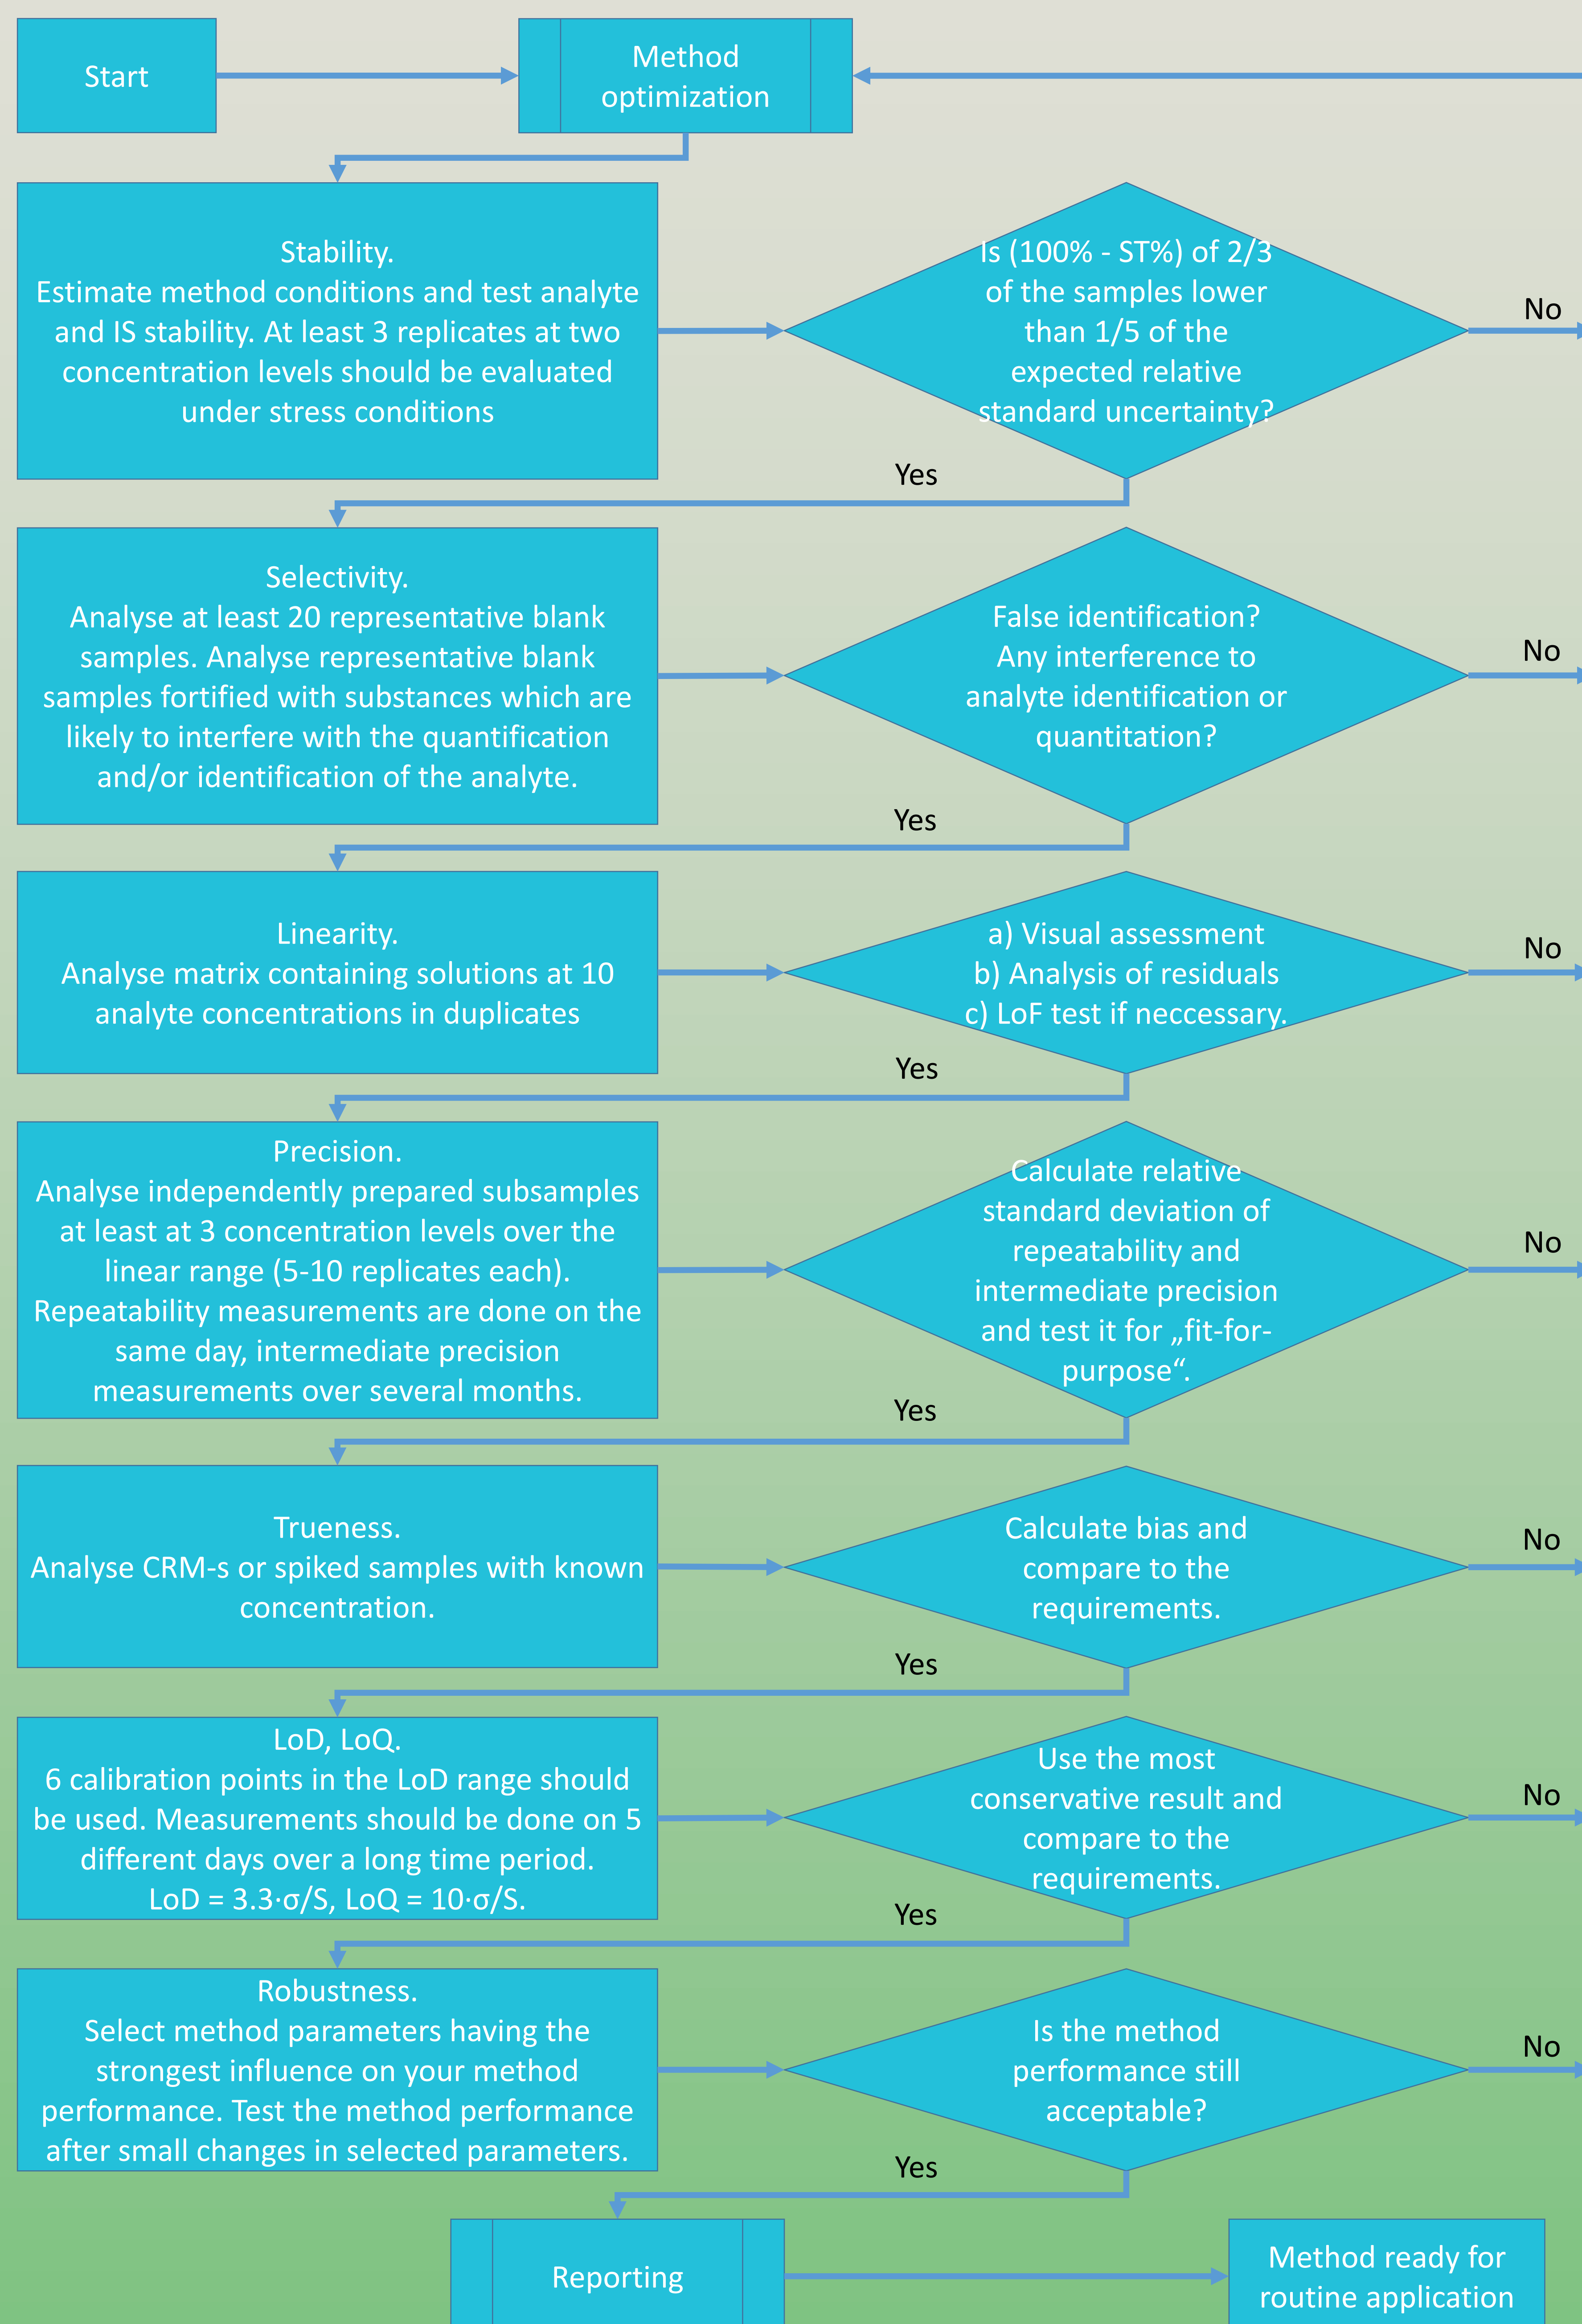 Start
Method
optimization
Stability.
Estimate method conditions and test analyte
and IS stability. At least 3 replicates at two
concentration levels should be evaluated
under stress conditions
Is (100% - ST%) of 2/3
of the samples lower
than 1/5 of the
expected relative
standard uncertainty?
No
Yes
Selectivity.
Analyse at least 20 representative blank
samples. Analyse representative blank
samples fortified with substances which are
likely to interfere with the quantification
and/or identification of the analyte.
False identification?
Any interference to
analyte identification or
quantitation?
No
Yes
Linearity.
Analyse matrix containing solutions at 10
analyte concentrations in duplicates
a) Visual assessment
b) Analysis of residuals
c) LoF test if neccessary.
No
Yes
Precision.
Analyse independently prepared subsamples
at least at 3 concentration levels over the
linear range (5-10 replicates each).
Repeatability measurements are done on the
same day, intermediate precision
measurements over several months.
Calculate relative
standard deviation of
repeatability and
intermediate precision
and test it for „fit-for-
purpose“.
No
Yes
Trueness.
Analyse CRM-s or spiked samples with known
concentration.
Calculate bias and
compare to the
requirements.
No
Yes
LoD, LoQ.
6 calibration points in the LoD range should
be used. Measurements should be done on 5
different days over a long time period.
LoD = 3.3·σ/S, LoQ = 10·σ/S.
Use the most
conservative result and
compare to the
requirements.
No
Yes
Robustness.
Select method parameters having the
strongest influence on your method
performance. Test the method performance
after small changes in selected parameters.
Is the method
performance still
acceptable?
No
Yes
Reporting
Method ready for
routine application